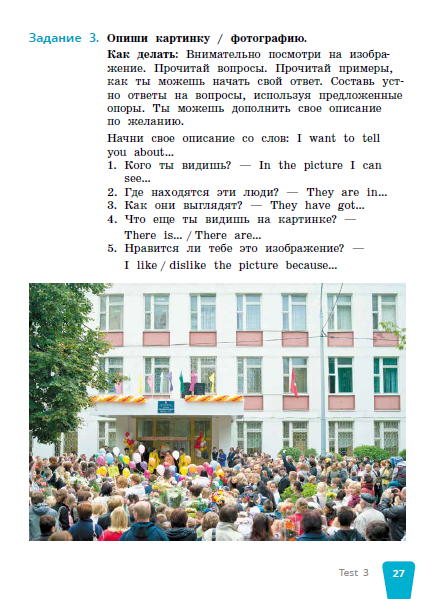 Задание 3. Опиши картинку / фотографию.
Как делать: Внимательно посмотри на изобра-
жение. Прочитай вопросы. Прочитай примеры,
как ты можешь начать свой ответ. Составь уст-
но ответы на вопросы, используя предложенные
опоры. Ты можешь дополнить свое описание
по желанию.
Начни свое описание со слов: I want to tell
you about...
1. Кого ты видишь? — In the picture I can
see...
2. Где находятся эти люди? — They are in...
3. Как они выглядят? — They have got...
4. Что еще ты видишь на картинке? —
There is... / There are...
5. Нравится ли тебе это изображение? —
I like / dislike the picture because...
Test 3
27